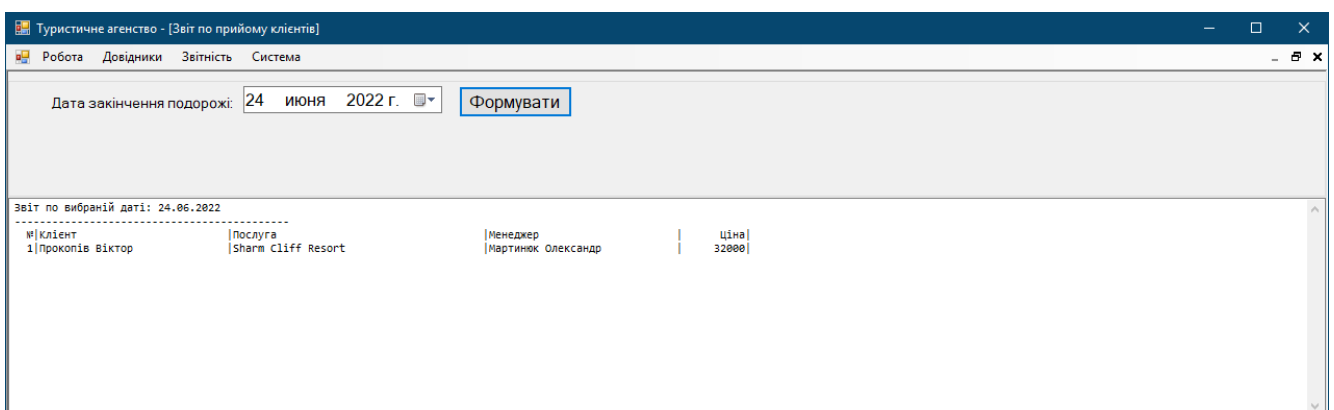 Туристичне агенство - [Звіт по прийому клієнтів]
Робота Довідники Звітність Система
Дата закінчення подорожі: 24 июня 2022 г. Формувати
Звіт по вибраній даті: 24.06.2022
--------------------------------------------
№|Клієнт |Послуга |Менеджер | Ціна|
1|Прокопів Віктор |Sharm Cliff Resort |Мартинюк Олександр | 32000|